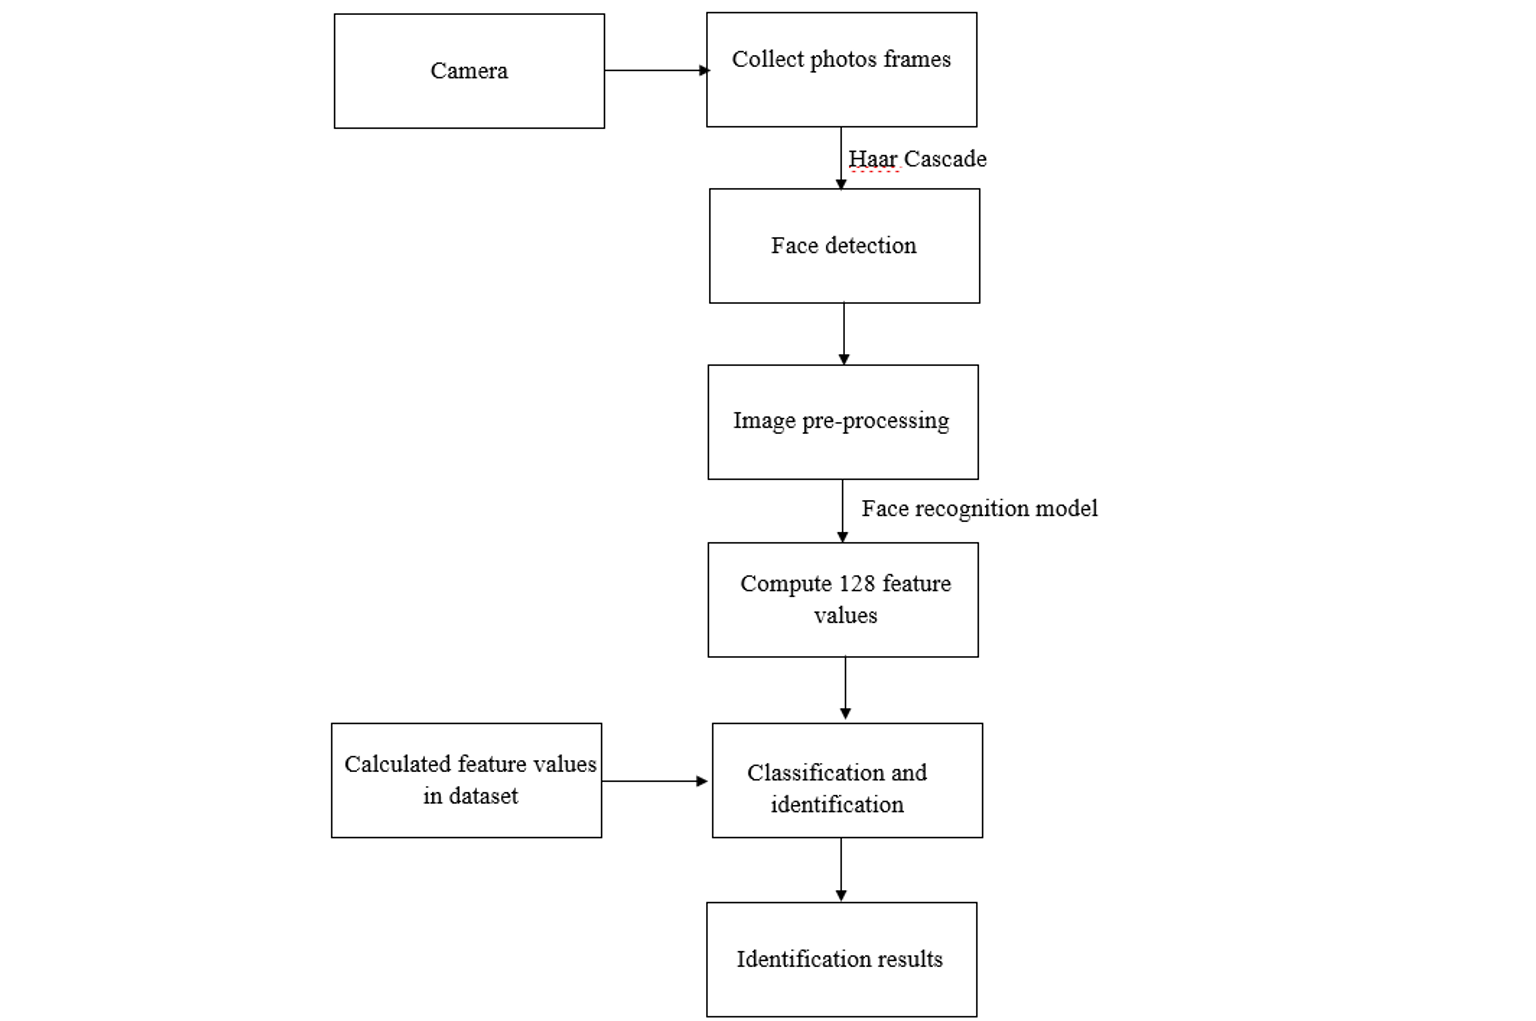 Camera
Collect photos frames
Haar Cascade
Face detection
Image pre-processing
Face recognition model
Compute 128 feature
values
Calculated feature values
in dataset
Classification and
identification
Identification results